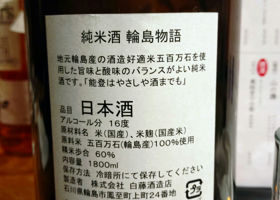 純米酒 輪島物語
地元輪島産の酒造好適米五百万石を使
用した旨味と酸味のバランスがよい純米
酒です。「能登はやさしや酒までも」
品目 日本酒
アルコール分 16度
原材料名 米(国産)、米麹(国産米)
原料米 五百万石(輪島産)100%使用
精米歩合 60%
内容量 1800ml
保存方法 冷暗所にて保存してください
製造者 株式会社 白藤酒造店
石川県輪島市鳳至町上町24番地